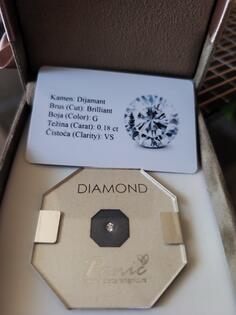 Kamen: Dijamant
Brus (Cut): Brilliant
Boja (Color): G
Težina (Carat): 0.18 ct
Čistoća (Clarity): VS
DIAMOND